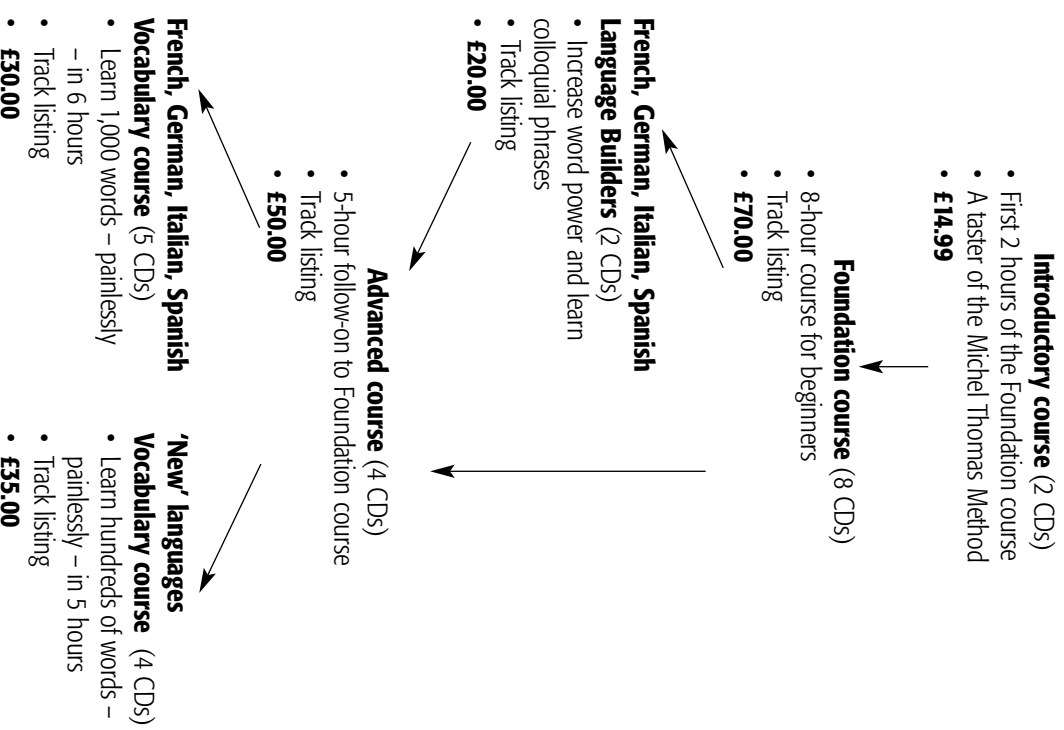 Introductory course (2 CDs)
• First 2 hours of the Foundation course
• A taster of the Michel Thomas Method
• £14.99
Foundation course (8 CDs)
• 8-hour course for beginners
• Track listing
• £70.00
French, German, Italian, Spanish
Language Builders (2 CDs)
• Increase word power and learn
colloquial phrases
• Track listing
• £20.00
Advanced course (4 CDs)
• 5-hour follow-on to Foundation course
• Track listing
• £50.00
French, German, Italian, Spanish
Vocabulary course (5 CDs)
• Learn 1,000 words – painlessly
– in 6 hours
• Track listing
• £30.00
'New' languages
Vocabulary course (4 CDs)
• Learn hundreds of words –
painlessly – in 5 hours
• Track listing
• £35.00